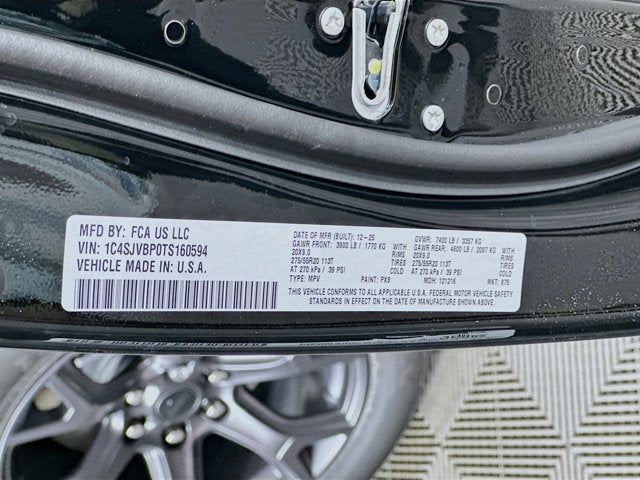 MFD BY: FCA US LLC
VIN: 1C4SJVBP0TS160594
VEHICLE MADE IN U.S.A.
DATE OF MFR (BUILT): 12-25
GAWR FRONT: 3900 LB / 1770 KG
20X9.0 RIMS
275/55R20 113T TIRES
AT 270 kPa / 39 PSI COLD
TYPE: MPV
PAINT: PX8
GVWR: 7400 LB / 3357 KG
GAWR REAR: 4600 LB / 2087 KG
20X9.0 RIMS
275/55R20 113T TIRES
AT 270 kPa / 39 PSI COLD
MDH: 121216
MKT: 875
THIS VEHICLE CONFORMS TO ALL APPLICABLE U.S.A. FEDERAL MOTOR VEHICLE SAFETY
STANDARDS IN EFFECT ON THE DATE OF MANUFACTURE SHOWN ABOVE.